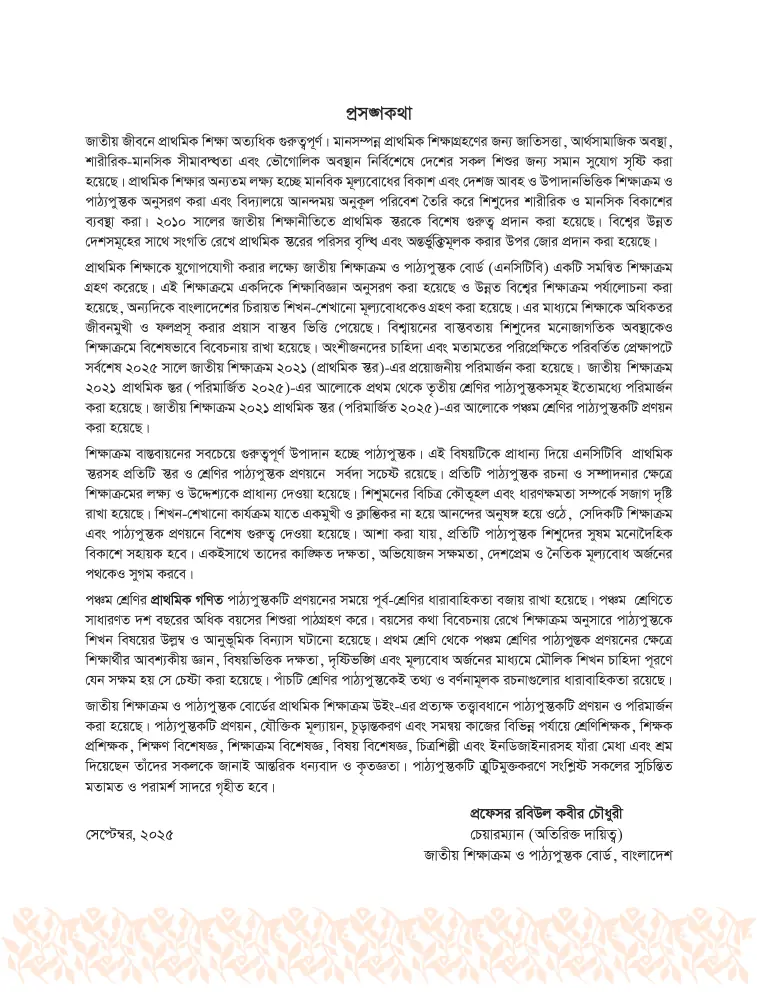 প্রসঙ্গকথা
জাতীয় জীবনে প্রাথমিক শিক্ষা অত্যধিক গুরুত্বপূর্ণ। মানসম্পন্ন প্রাথমিক শিক্ষাগ্রহণের জন্য জাতিসত্তা, আর্থসামাজিক অবস্থা,
শারীরিক-মানসিক সীমাবদ্ধতা এবং ভৌগোলিক অবস্থান নির্বিশেষে দেশের সকল শিশুর জন্য সমান সুযোগ সৃষ্টি করা
হয়েছে। প্রাথমিক শিক্ষার অন্যতম লক্ষ্য হচ্ছে মানবিক মূল্যবোধের বিকাশ এবং দেশজ আবহ ও উপাদানভিত্তিক শিক্ষাক্রম ও
পাঠ্যপুস্তক অনুসরণ করা এবং বিদ্যালয়ে আনন্দময় অনুকূল পরিবেশ তৈরি করে শিশুদের শারীরিক ও মানসিক বিকাশের
ব্যবস্থা করা। ২০১০ সালের জাতীয় শিক্ষানীতিতে প্রাথমিক স্তরকে বিশেষ গুরুত্ব প্রদান করা হয়েছে। বিশ্বের উন্নত
দেশসমূহের সাথে সংগতি রেখে প্রাথমিক স্তরের পরিসর বৃদ্ধি এবং অন্তর্ভুক্তিমূলক করার উপর জোর প্রদান করা হয়েছে।
প্রাথমিক শিক্ষাকে যুগোপযোগী করার লক্ষ্যে জাতীয় শিক্ষাক্রম ও পাঠ্যপুস্তক বোর্ড (এনসিটিবি) একটি সমন্বিত শিক্ষাক্রম
গ্রহণ করেছে। এই শিক্ষাক্রমে একদিকে শিক্ষাবিজ্ঞান অনুসরণ করা হয়েছে ও উন্নত বিশ্বের শিক্ষাক্রম পর্যালোচনা করা
হয়েছে, অন্যদিকে বাংলাদেশের চিরায়ত শিখন-শেখানো মূল্যবোধকেও গ্রহণ করা হয়েছে। এর মাধ্যমে শিক্ষাকে অধিকতর
জীবনমুখী ও ফলপ্রসূ করার প্রয়াস বাস্তব ভিত্তি পেয়েছে। বিশ্বায়নের বাস্তবতায় শিশুদের মনোজাগতিক অবস্থাকেও
শিক্ষাক্রমে বিশেষভাবে বিবেচনায় রাখা হয়েছে। অংশীজনদের চাহিদা এবং মতামতের পরিপ্রেক্ষিতে পরিবর্তিত প্রেক্ষাপটে
সর্বশেষ ২০২৫ সালে জাতীয় শিক্ষাক্রম ২০২১ (প্রাথমিক স্তর)-এর প্রয়োজনীয় পরিমার্জন করা হয়েছে। জাতীয় শিক্ষাক্রম
২০২১ প্রাথমিক স্তর (পরিমার্জিত ২০২৫)-এর আলোকে প্রথম থেকে তৃতীয় শ্রেণির পাঠ্যপুস্তকসমূহ ইতোমধ্যে পরিমার্জন
করা হয়েছে। জাতীয় শিক্ষাক্রম ২০২১ প্রাথমিক স্তর (পরিমার্জিত ২০২৫)-এর আলোকে পঞ্চম শ্রেণির পাঠ্যপুস্তকটি প্রণয়ন
করা হয়েছে।
শিক্ষাক্রম বাস্তবায়নের সবচেয়ে গুরুত্বপূর্ণ উপাদান হচ্ছে পাঠ্যপুস্তক। এই বিষয়টিকে প্রাধান্য দিয়ে এনসিটিবি প্রাথমিক
স্তরসহ প্রতিটি স্তর ও শ্রেণির পাঠ্যপুস্তক প্রণয়নে সর্বদা সচেষ্ট রয়েছে। প্রতিটি পাঠ্যপুস্তক রচনা ও সম্পাদনার ক্ষেত্রে
শিক্ষাক্রমের লক্ষ্য ও উদ্দেশ্যকে প্রাধান্য দেওয়া হয়েছে। শিশুমনের বিচিত্র কৌতূহল এবং ধারণক্ষমতা সম্পর্কে সজাগ দৃষ্টি
রাখা হয়েছে। শিখন-শেখানো কার্যক্রম যাতে একমুখী ও ক্লান্তিকর না হয়ে আনন্দের অনুষঙ্গ হয়ে ওঠে, সেদিকটি শিক্ষাক্রম
এবং পাঠ্যপুস্তক প্রণয়নে বিশেষ গুরুত্ব দেওয়া হয়েছে। আশা করা যায়, প্রতিটি পাঠ্যপুস্তক শিশুদের সুষম মনোদৈহিক
বিকাশে সহায়ক হবে। একইসাথে তাদের কাঙ্ক্ষিত দক্ষতা, অভিযোজন সক্ষমতা, দেশপ্রেম ও নৈতিক মূল্যবোধ অর্জনের
পথকেও সুগম করবে।
পঞ্চম শ্রেণির প্রাথমিক গণিত পাঠ্যপুস্তকটি প্রণয়নের সময়ে পূর্ব-শ্রেণির ধারাবাহিকতা বজায় রাখা হয়েছে। পঞ্চম শ্রেণিতে
সাধারণত দশ বছরের অধিক বয়সের শিশুরা পাঠগ্রহণ করে। বয়সের কথা বিবেচনায় রেখে শিক্ষাক্রম অনুসারে পাঠ্যপুস্তকে
শিখন বিষয়ের উল্লম্ব ও আনুভূমিক বিন্যাস ঘটানো হয়েছে। প্রথম শ্রেণি থেকে পঞ্চম শ্রেণির পাঠ্যপুস্তক প্রণয়নের ক্ষেত্রে
শিক্ষার্থীর আবশ্যকীয় জ্ঞান, বিষয়ভিত্তিক দক্ষতা, দৃষ্টিভঙ্গি এবং মূল্যবোধ অর্জনের মাধ্যমে মৌলিক শিখন চাহিদা পূরণে
যেন সক্ষম হয় সে চেষ্টা করা হয়েছে। পাঁচটি শ্রেণির পাঠ্যপুস্তকেই তথ্য ও বর্ণনামূলক রচনাগুলোর ধারাবাহিকতা রয়েছে।
জাতীয় শিক্ষাক্রম ও পাঠ্যপুস্তক বোর্ডের প্রাথমিক শিক্ষাক্রম উইং-এর প্রত্যক্ষ তত্ত্বাবধানে পাঠ্যপুস্তকটি প্রণয়ন ও পরিমার্জন
করা হয়েছে। পাঠ্যপুস্তকটি প্রণয়ন, যৌক্তিক মূল্যায়ন, চূড়ান্তকরণ এবং সমন্বয় কাজের বিভিন্ন পর্যায়ে শ্রেণিশিক্ষক, শিক্ষক
প্রশিক্ষক, শিক্ষণ বিশেষজ্ঞ, শিক্ষাক্রম বিশেষজ্ঞ, বিষয় বিশেষজ্ঞ, চিত্রশিল্পী এবং ইনডিজাইনারসহ যাঁরা মেধা এবং শ্রম
দিয়েছেন তাঁদের সকলকে জানাই আন্তরিক ধন্যবাদ ও কৃতজ্ঞতা। পাঠ্যপুস্তকটি ত্রুটিমুক্তকরণে সংশ্লিষ্ট সকলের সুচিন্তিত
মতামত ও পরামর্শ সাদরে গৃহীত হবে।
প্রফেসর রবিউল কবীর চৌধুরী
সেপ্টেম্বর, ২০২৫ চেয়ারম্যান (অতিরিক্ত দায়িত্ব)
জাতীয় শিক্ষাক্রম ও পাঠ্যপুস্তক বোর্ড, বাংলাদেশ